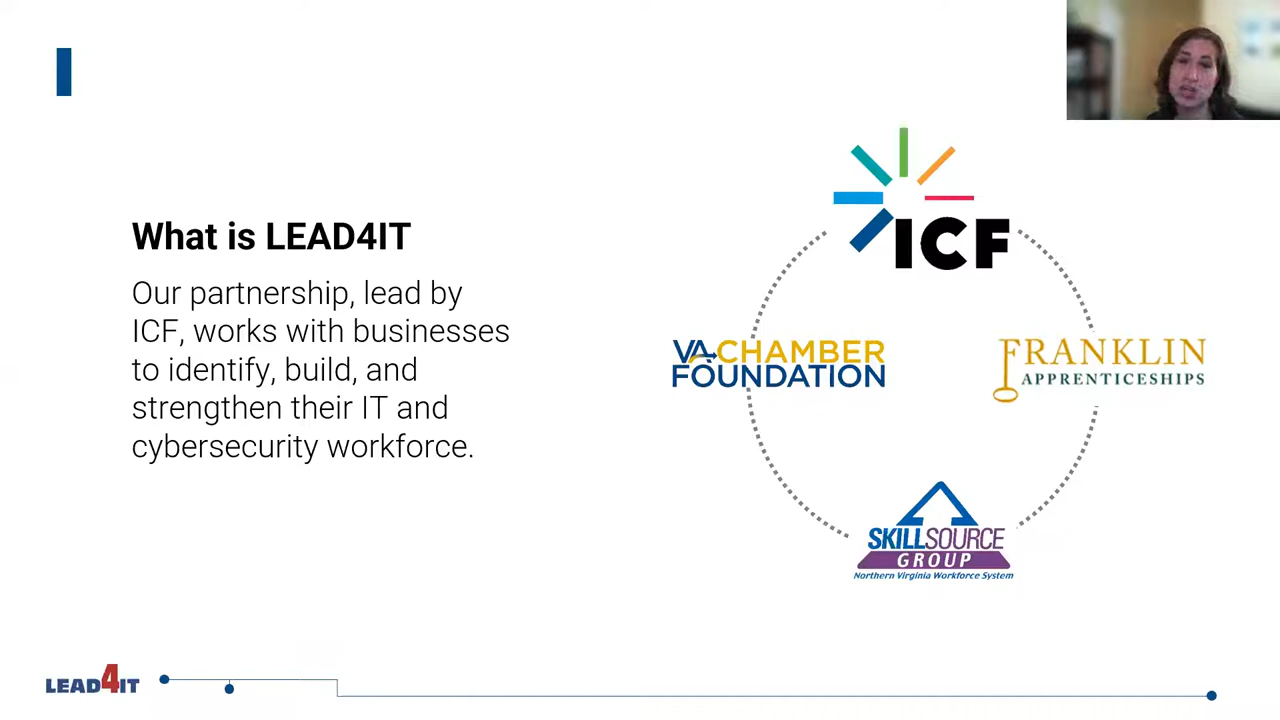 What is LEAD4IT
Our partnership, lead by
ICF, works with businesses
to identify, build, and
strengthen their IT and
cybersecurity workforce.
ICF
VA CHAMBER
FOUNDATION
FRANKLIN
APPRENTICESHIPS
SKILLSOURCE
GROUP
Northern Virginia Workforce System
LEAD4IT